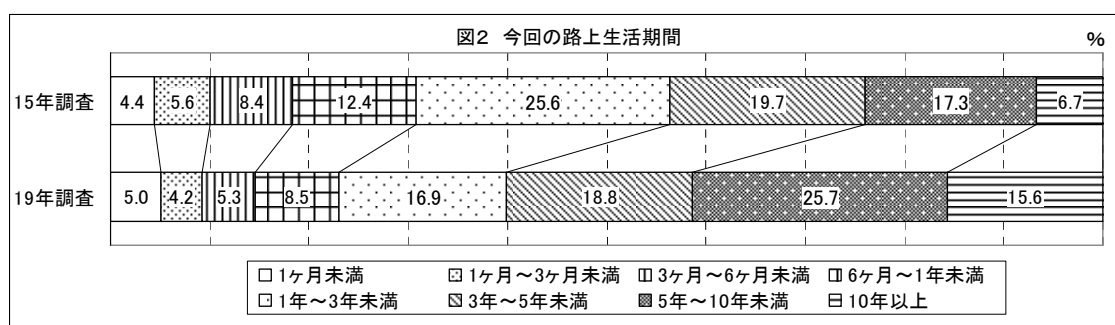 図2 今回の路上生活期間
%
15年調査 4.4 5.6 8.4 12.4 25.6 19.7 17.3 6.7
19年調査 5.0 4.2 5.3 8.5 16.9 18.8 25.7 15.6
1ヶ月未満 1ヶ月～3ヶ月未満 3ヶ月～6ヶ月未満 6ヶ月～1年未満
1年～3年未満 3年～5年未満 5年～10年未満 10年以上